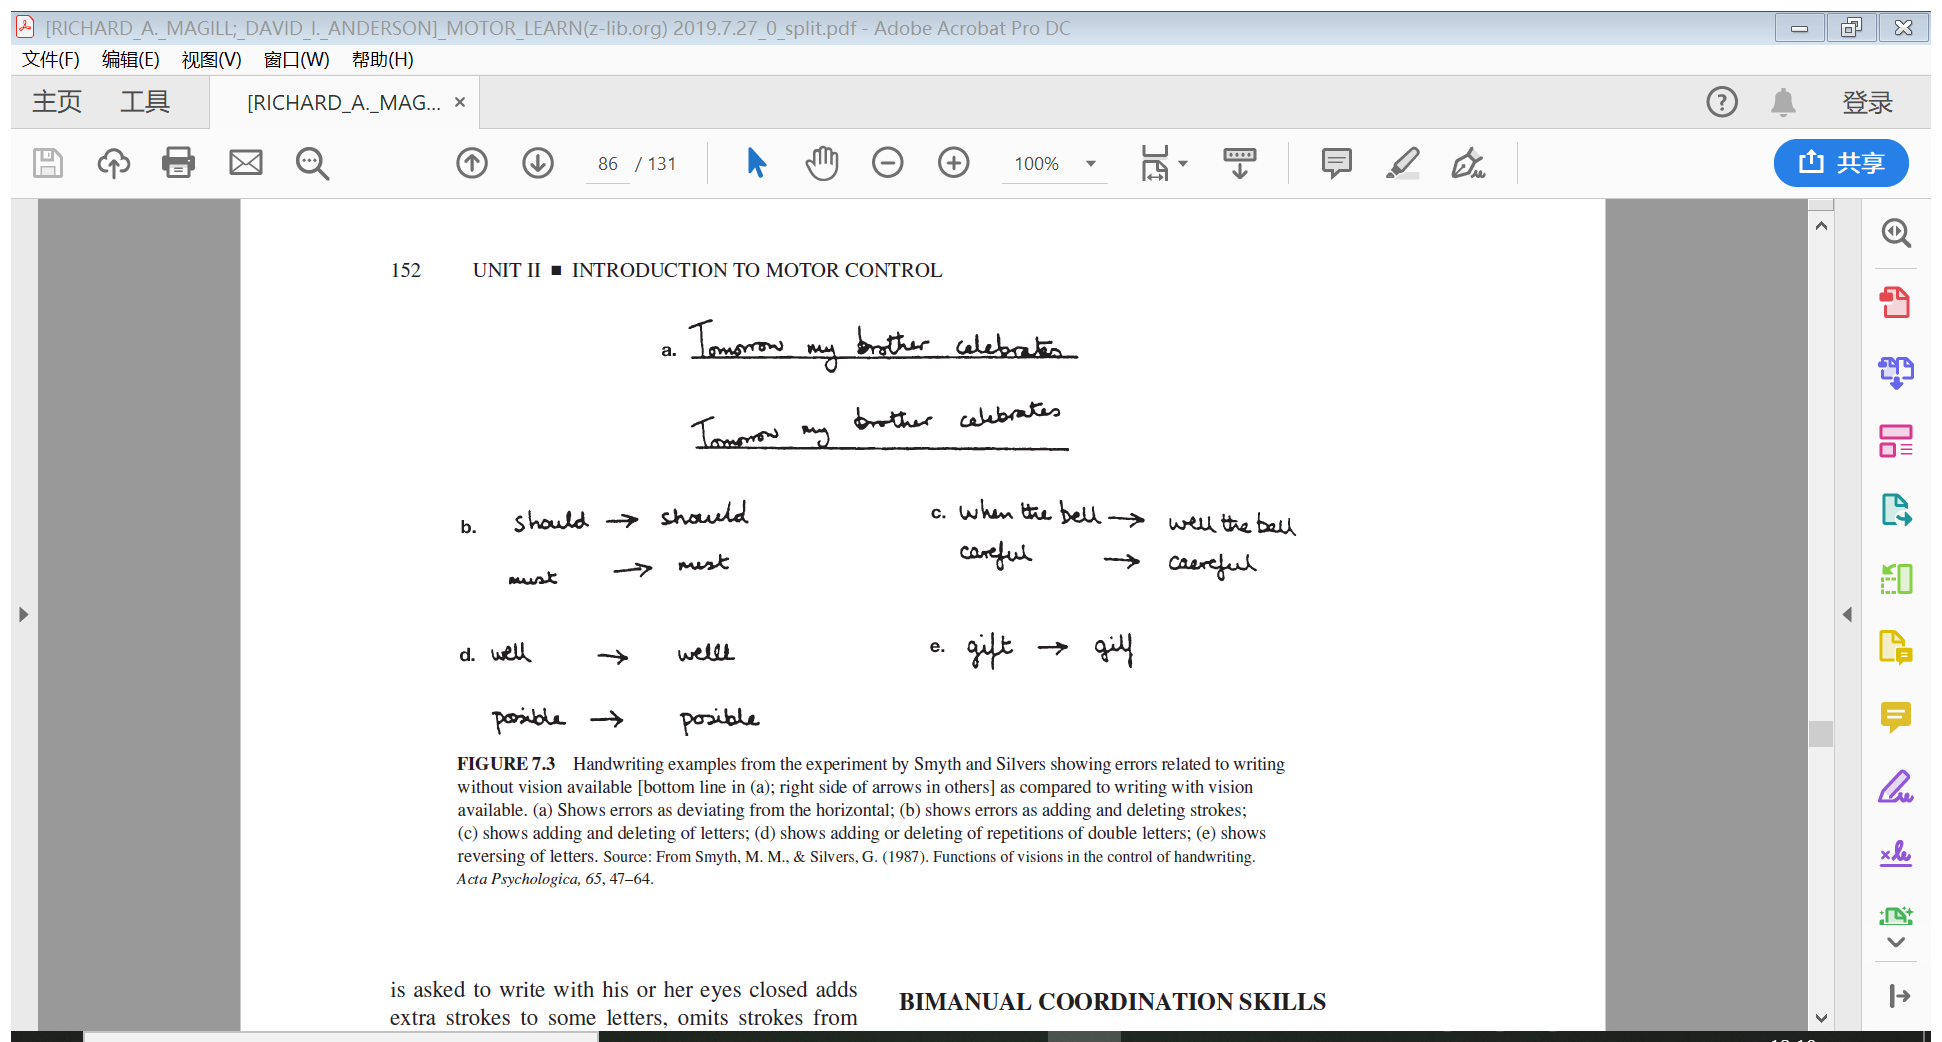 [RICHARD_A._MAGILL;_DAVID_I._ANDERSON]_MOTOR_LEARN(z-lib.org) 2019.7.27_0_split.pdf - Adobe Acrobat Pro DC
文件(F) 编辑(E) 视图(V) 窗口(W) 帮助(H)
主页 工具 [RICHARD_A._MAG... × 登录
86 / 131 100% 共享
152 UNIT II ■ INTRODUCTION TO MOTOR CONTROL
a. Tomorrow my brother celebrates
Tomorrow my brother celebrates
b. should → should
must → must
c. when the bell → well the bell
careful → caereful
d. well → welll
possible → posible
e. gift → gilf
FIGURE 7.3 Handwriting examples from the experiment by Smyth and Silvers showing errors related to writing
without vision available [bottom line in (a); right side of arrows in others] as compared to writing with vision
available. (a) Shows errors as deviating from the horizontal; (b) shows errors as adding and deleting strokes;
(c) shows adding and deleting of letters; (d) shows adding or deleting of repetitions of double letters; (e) shows
reversing of letters. Source: From Smyth, M. M., & Silvers, G. (1987). Functions of visions in the control of handwriting.
Acta Psychologica, 65, 47–64.
is asked to write with his or her eyes closed adds
extra strokes to some letters, omits strokes from
BIMANUAL COORDINATION SKILLS